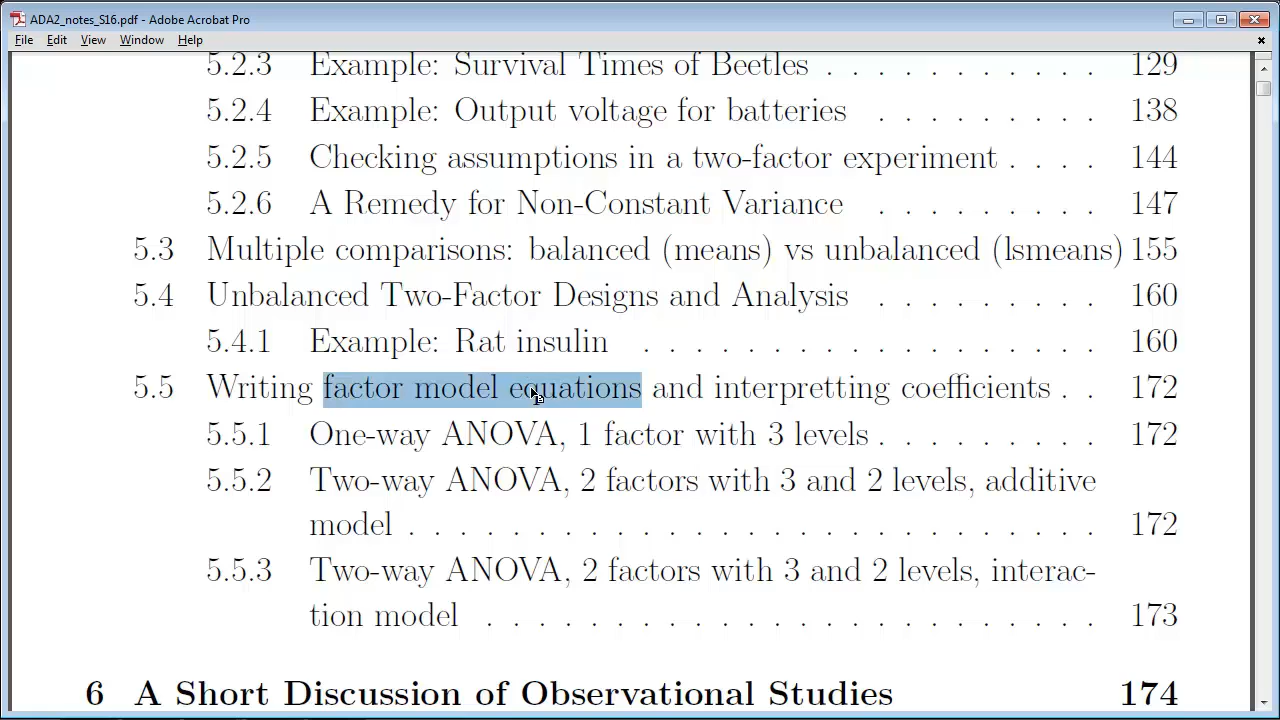 ADA2_notes_S16.pdf - Adobe Acrobat Pro
File Edit View Window Help
5.2.3 Example: Survival Times of Beetles . . . . . . . . . . . 129
5.2.4 Example: Output voltage for batteries . . . . . . . . . 138
5.2.5 Checking assumptions in a two-factor experiment . . . . 144
5.2.6 A Remedy for Non-Constant Variance . . . . . . . . . 147
5.3 Multiple comparisons: balanced (means) vs unbalanced (lsmeans) 155
5.4 Unbalanced Two-Factor Designs and Analysis . . . . . . . . . 160
5.4.1 Example: Rat insulin . . . . . . . . . . . . . . . . . . 160
5.5 Writing factor model equations and interpretting coefficients . . 172
5.5.1 One-way ANOVA, 1 factor with 3 levels . . . . . . . . . 172
5.5.2 Two-way ANOVA, 2 factors with 3 and 2 levels, additive
model . . . . . . . . . . . . . . . . . . . . . . . . . . . 172
5.5.3 Two-way ANOVA, 2 factors with 3 and 2 levels, interac-
tion model . . . . . . . . . . . . . . . . . . . . . . . . 173
6 A Short Discussion of Observational Studies 174